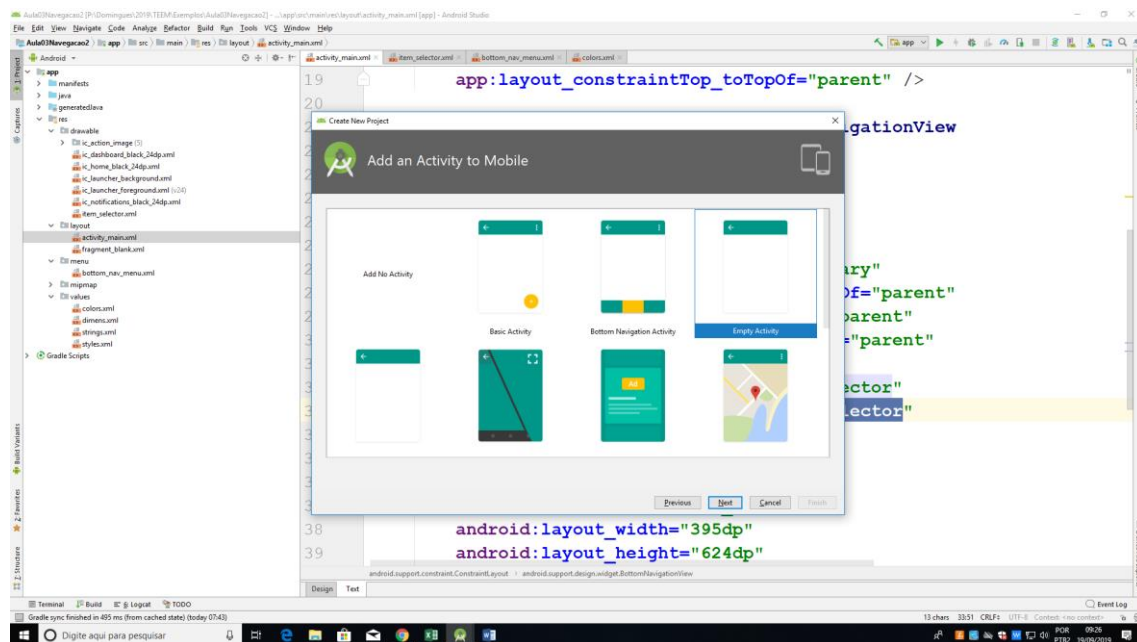 Aula03Navegacao2 [P:\Domingues\2019\TEEM\Exemplos\Aula03Navegacao2] - ...\app\src\main\res\layout\activity_main.xml [app] - Android Studio
File Edit View Navigate Code Analyze Refactor Build Run Tools VCS Window Help
Aula03Navegacao2 app src main res layout activity_main.xml
app
Android
activity_main.xml item_selector.xml bottom_nav_menu.xml colors.xml
1: Project
Captures
Build Variants
2: Favorites
Z: Structure
app
manifests
java
generatedJava
res
drawable
ic_action_image (5)
ic_dashboard_black_24dp.xml
ic_home_black_24dp.xml
ic_launcher_background.xml
ic_launcher_foreground.xml (v24)
ic_notifications_black_24dp.xml
item_selector.xml
layout
activity_main.xml
fragment_blank.xml
menu
bottom_nav_menu.xml
mipmap
values
colors.xml
dimens.xml
strings.xml
styles.xml
Gradle Scripts
19 app:layout_constraintTop_toTopOf="parent" />
20
igationView
ary"
Of="parent"
parent"
="parent"
ector"
lector"
Create New Project
Add an Activity to Mobile
Add No Activity
Basic Activity
Bottom Navigation Activity
Empty Activity
Ad
Previous Next Cancel Finish
38 android:layout_width="395dp"
39 android:layout_height="624dp"
android.support.constraint.ConstraintLayout android.support.design.widget.BottomNavigationView
Design Text
Terminal Build 6: Logcat TODO Event Log
Gradle sync finished in 495 ms (from cached state) (today 07:43)
13 chars 33:51 CRLF UTF-8 Context: <no context>
Digite aqui para pesquisar
POR 09:26
PTB2 19/09/2019